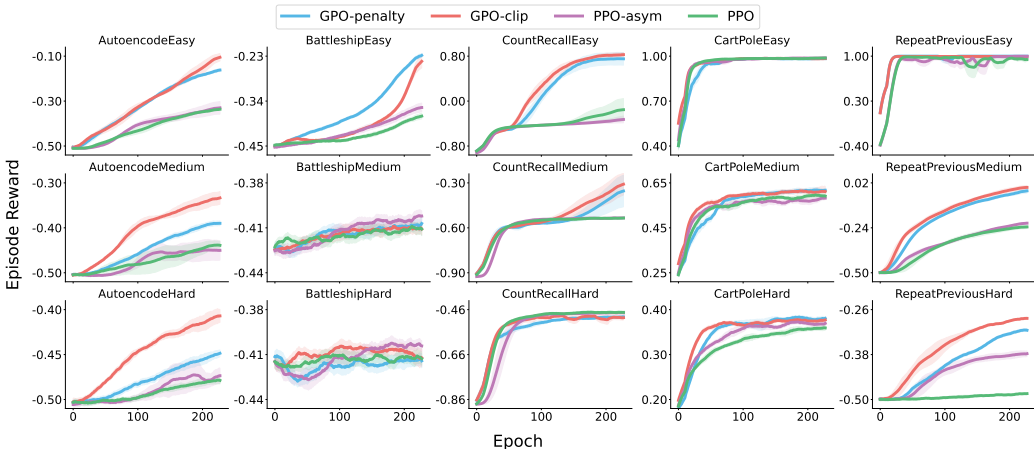 GPO-penalty GPO-clip PPO-asym PPO
AutoencodeEasy BattleshipEasy CountRecallEasy CartPoleEasy RepeatPreviousEasy
-0.10 -0.23 0.80 1.00 1.00
-0.30 -0.34 0.00 0.70 0.30
-0.50 -0.45 -0.80 0.40 -0.40
AutoencodeMedium BattleshipMedium CountRecallMedium CartPoleMedium RepeatPreviousMedium
-0.30 -0.38 -0.30 0.65 0.02
-0.40 -0.41 -0.60 0.45 -0.24
-0.50 -0.44 -0.90 0.25 -0.50
AutoencodeHard BattleshipHard CountRecallHard CartPoleHard RepeatPreviousHard
-0.40 -0.38 -0.46 0.40 -0.26
-0.45 -0.41 -0.66 0.30 -0.38
-0.50 -0.44 -0.86 0.20 -0.50
0 100 200 0 100 200 0 100 200 0 100 200 0 100 200
Episode Reward
Epoch